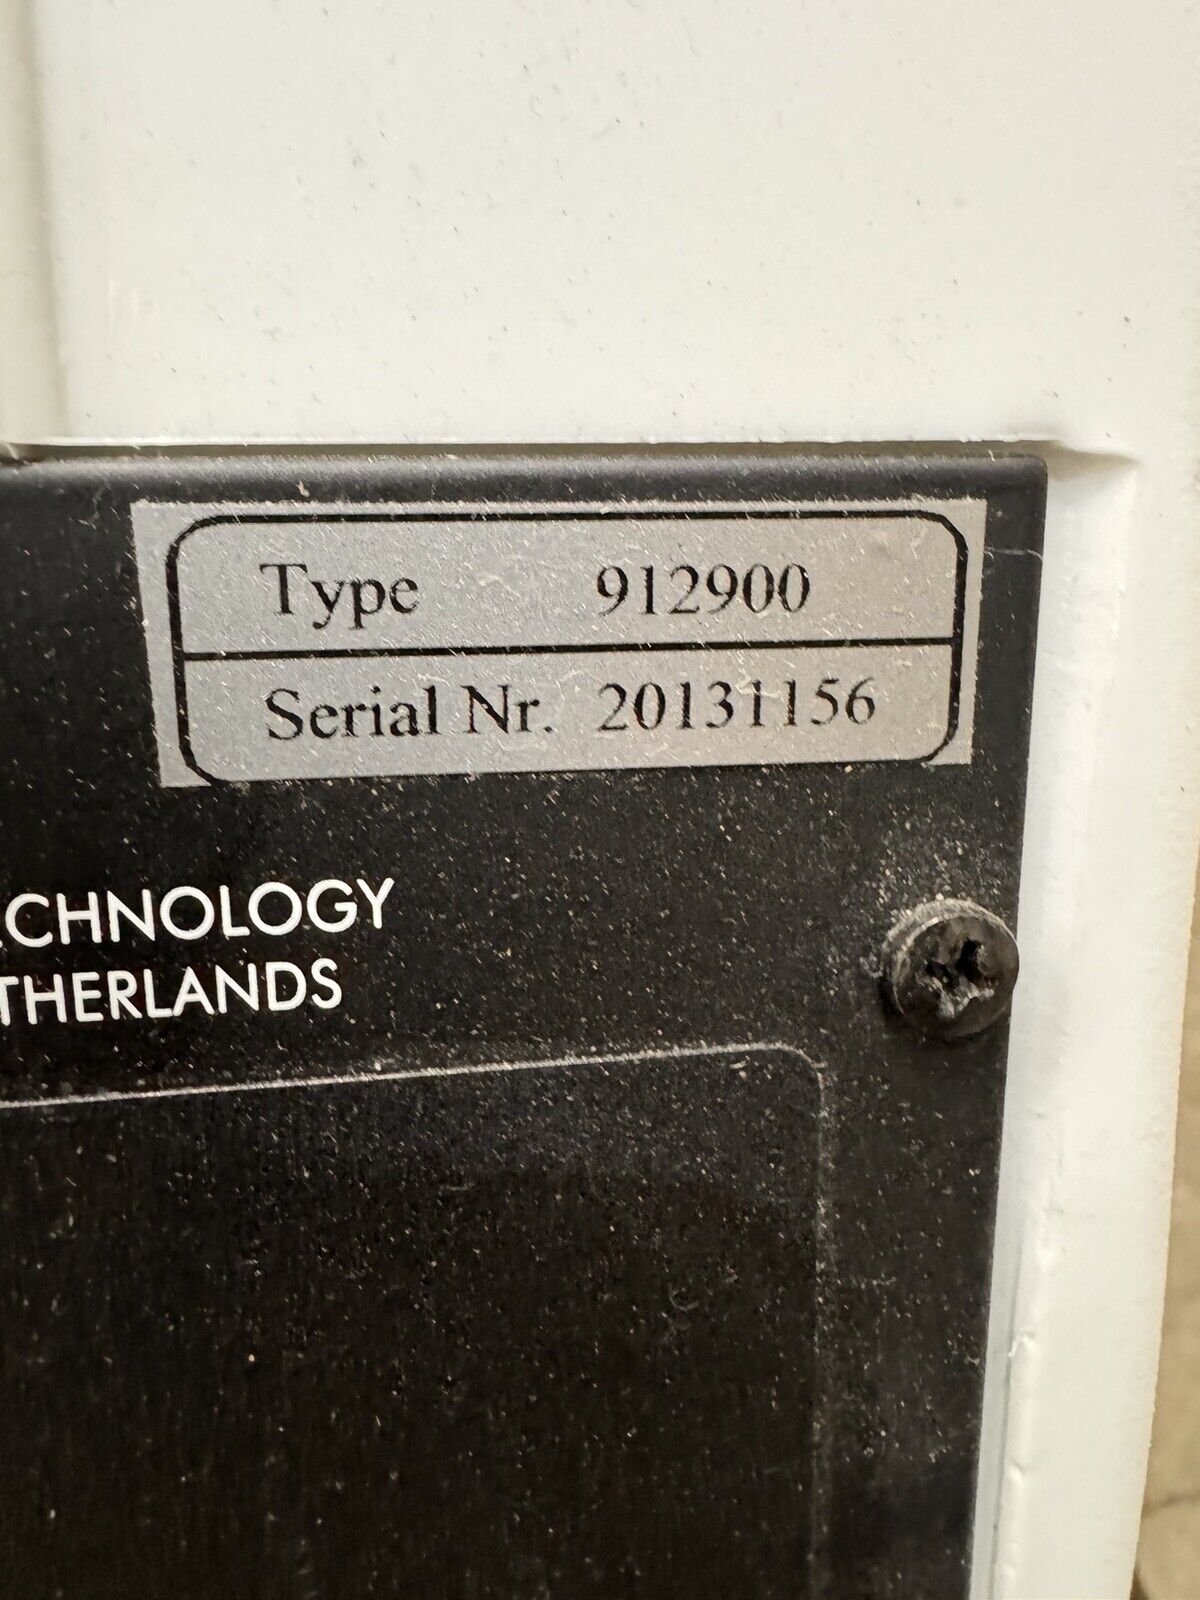 Type 912900
Serial Nr. 20131156
CHNOLOGY
THERLANDS